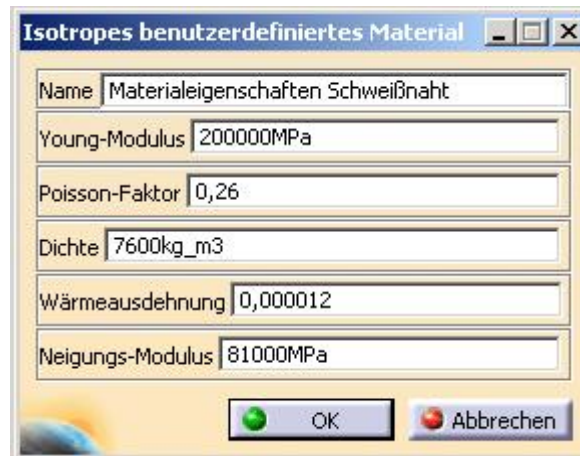 Isotropes benutzerdefiniertes Material
Name Materialeigenschaften Schweißnaht
Young-Modulus 200000MPa
Poisson-Faktor 0,26
Dichte 7600kg_m3
Wärmeausdehnung 0,000012
Neigungs-Modulus 81000MPa
OK Abbrechen